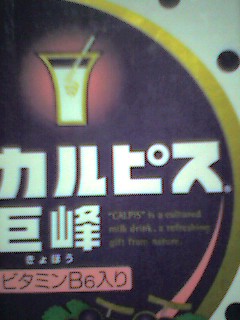 カルピス®
"CALPIS" is a cultured
milk drink, a refreshing
gift from nature.
巨峰
きょほう
ビタミンB6入り